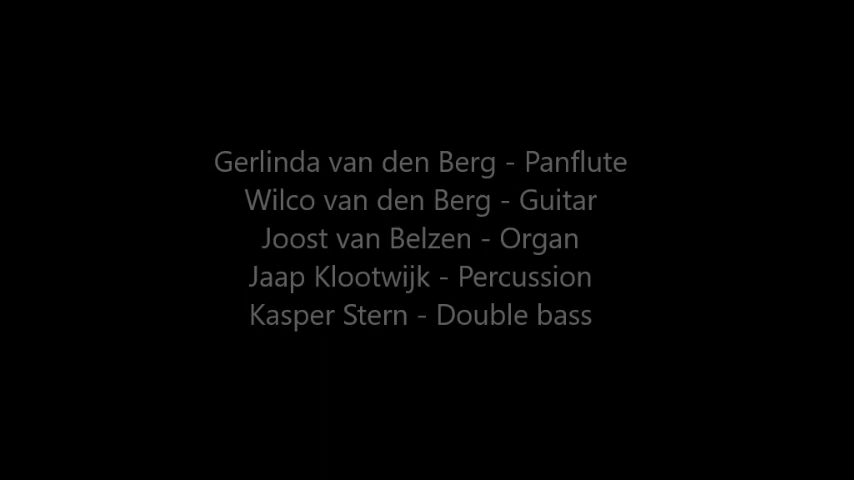 Gerlinda van den Berg - Panflute
Wilco van den Berg - Guitar
Joost van Belzen - Organ
Jaap Klootwijk - Percussion
Kasper Stern - Double bass